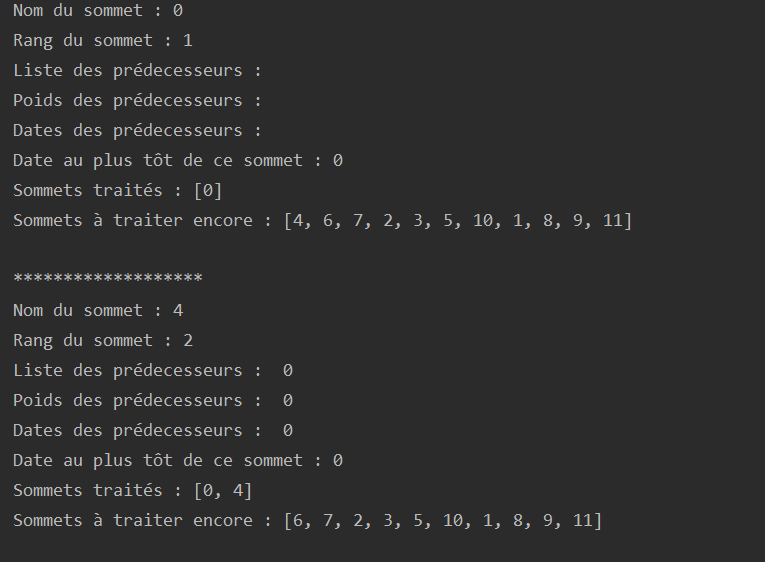 Nom du sommet : 0
Rang du sommet : 1
Liste des prédecesseurs :
Poids des prédecesseurs :
Dates des prédecesseurs :
Date au plus tôt de ce sommet : 0
Sommets traités : [0]
Sommets à traiter encore : [4, 6, 7, 2, 3, 5, 10, 1, 8, 9, 11]
*******************
Nom du sommet : 4
Rang du sommet : 2
Liste des prédecesseurs :  0
Poids des prédecesseurs :  0
Dates des prédecesseurs :  0
Date au plus tôt de ce sommet : 0
Sommets traités : [0, 4]
Sommets à traiter encore : [6, 7, 2, 3, 5, 10, 1, 8, 9, 11]